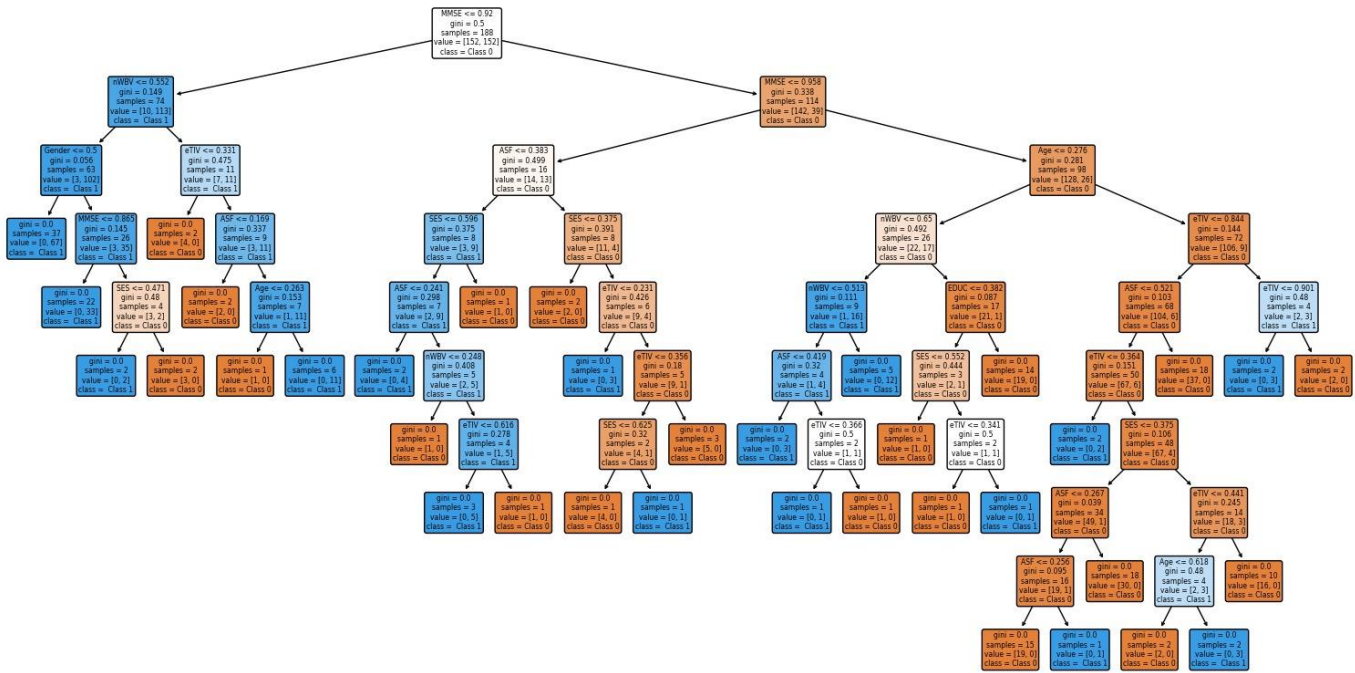 MMSE <= 0.92
gini = 0.5
samples = 188
value = [152, 152]
class = Class 0
nWBV <= 0.552
gini = 0.149
samples = 74
value = [10, 113]
class = Class 1
MMSE <= 0.958
gini = 0.338
samples = 114
value = [142, 39]
class = Class 0
Gender <= 0.5
gini = 0.056
samples = 63
value = [3, 102]
class = Class 1
eTIV <= 0.331
gini = 0.475
samples = 11
value = [7, 11]
class = Class 1
ASF <= 0.383
gini = 0.499
samples = 16
value = [14, 13]
class = Class 0
Age <= 0.276
gini = 0.281
samples = 98
value = [128, 26]
class = Class 0
gini = 0.0
samples = 37
value = [0, 67]
class = Class 1
MMSE <= 0.865
gini = 0.145
samples = 26
value = [3, 35]
class = Class 1
gini = 0.0
samples = 2
value = [4, 0]
class = Class 0
ASF <= 0.169
gini = 0.337
samples = 9
value = [3, 11]
class = Class 1
SES <= 0.596
gini = 0.375
samples = 8
value = [3, 9]
class = Class 1
SES <= 0.375
gini = 0.391
samples = 8
value = [11, 4]
class = Class 0
nWBV <= 0.65
gini = 0.492
samples = 26
value = [22, 17]
class = Class 0
eTIV <= 0.844
gini = 0.144
samples = 72
value = [106, 9]
class = Class 0
gini = 0.0
samples = 22
value = [0, 33]
class = Class 1
SES <= 0.471
gini = 0.48
samples = 4
value = [3, 2]
class = Class 0
gini = 0.0
samples = 2
value = [2, 0]
class = Class 0
Age <= 0.263
gini = 0.153
samples = 7
value = [1, 11]
class = Class 1
ASF <= 0.241
gini = 0.298
samples = 7
value = [2, 9]
class = Class 1
gini = 0.0
samples = 1
value = [1, 0]
class = Class 0
gini = 0.0
samples = 2
value = [2, 0]
class = Class 0
eTIV <= 0.231
gini = 0.426
samples = 6
value = [9, 4]
class = Class 0
nWBV <= 0.513
gini = 0.111
samples = 9
value = [1, 16]
class = Class 1
EDUC <= 0.382
gini = 0.087
samples = 17
value = [21, 1]
class = Class 0
ASF <= 0.521
gini = 0.103
samples = 68
value = [104, 6]
class = Class 0
eTIV <= 0.901
gini = 0.48
samples = 4
value = [2, 3]
class = Class 1
gini = 0.0
samples = 2
value = [0, 2]
class = Class 1
gini = 0.0
samples = 2
value = [3, 0]
class = Class 0
gini = 0.0
samples = 1
value = [1, 0]
class = Class 0
gini = 0.0
samples = 6
value = [0, 11]
class = Class 1
gini = 0.0
samples = 2
value = [0, 4]
class = Class 1
nWBV <= 0.248
gini = 0.408
samples = 5
value = [2, 5]
class = Class 1
gini = 0.0
samples = 1
value = [0, 3]
class = Class 1
eTIV <= 0.356
gini = 0.18
samples = 5
value = [9, 1]
class = Class 0
ASF <= 0.419
gini = 0.32
samples = 4
value = [1, 4]
class = Class 1
gini = 0.0
samples = 5
value = [0, 12]
class = Class 1
SES <= 0.552
gini = 0.444
samples = 3
value = [2, 1]
class = Class 0
gini = 0.0
samples = 14
value = [19, 0]
class = Class 0
eTIV <= 0.364
gini = 0.151
samples = 50
value = [67, 6]
class = Class 0
gini = 0.0
samples = 18
value = [37, 0]
class = Class 0
gini = 0.0
samples = 2
value = [0, 3]
class = Class 1
gini = 0.0
samples = 2
value = [2, 0]
class = Class 0
gini = 0.0
samples = 1
value = [1, 0]
class = Class 0
eTIV <= 0.616
gini = 0.278
samples = 4
value = [1, 5]
class = Class 1
SES <= 0.625
gini = 0.32
samples = 2
value = [4, 1]
class = Class 0
gini = 0.0
samples = 3
value = [5, 0]
class = Class 0
gini = 0.0
samples = 2
value = [0, 3]
class = Class 1
eTIV <= 0.366
gini = 0.5
samples = 2
value = [1, 1]
class = Class 0
gini = 0.0
samples = 1
value = [1, 0]
class = Class 0
eTIV <= 0.341
gini = 0.5
samples = 2
value = [1, 1]
class = Class 0
gini = 0.0
samples = 2
value = [0, 2]
class = Class 1
SES <= 0.375
gini = 0.106
samples = 48
value = [67, 4]
class = Class 0
gini = 0.0
samples = 3
value = [0, 5]
class = Class 1
gini = 0.0
samples = 1
value = [1, 0]
class = Class 0
gini = 0.0
samples = 1
value = [4, 0]
class = Class 0
gini = 0.0
samples = 1
value = [0, 1]
class = Class 1
gini = 0.0
samples = 1
value = [0, 1]
class = Class 1
gini = 0.0
samples = 1
value = [1, 0]
class = Class 0
gini = 0.0
samples = 1
value = [1, 0]
class = Class 0
gini = 0.0
samples = 1
value = [0, 1]
class = Class 1
ASF <= 0.267
gini = 0.039
samples = 34
value = [49, 1]
class = Class 0
eTIV <= 0.441
gini = 0.245
samples = 14
value = [18, 3]
class = Class 0
ASF <= 0.256
gini = 0.095
samples = 16
value = [19, 1]
class = Class 0
gini = 0.0
samples = 18
value = [30, 0]
class = Class 0
Age <= 0.618
gini = 0.48
samples = 4
value = [2, 3]
class = Class 1
gini = 0.0
samples = 10
value = [16, 0]
class = Class 0
gini = 0.0
samples = 15
value = [19, 0]
class = Class 0
gini = 0.0
samples = 1
value = [0, 1]
class = Class 1
gini = 0.0
samples = 2
value = [2, 0]
class = Class 0
gini = 0.0
samples = 2
value = [0, 3]
class = Class 1